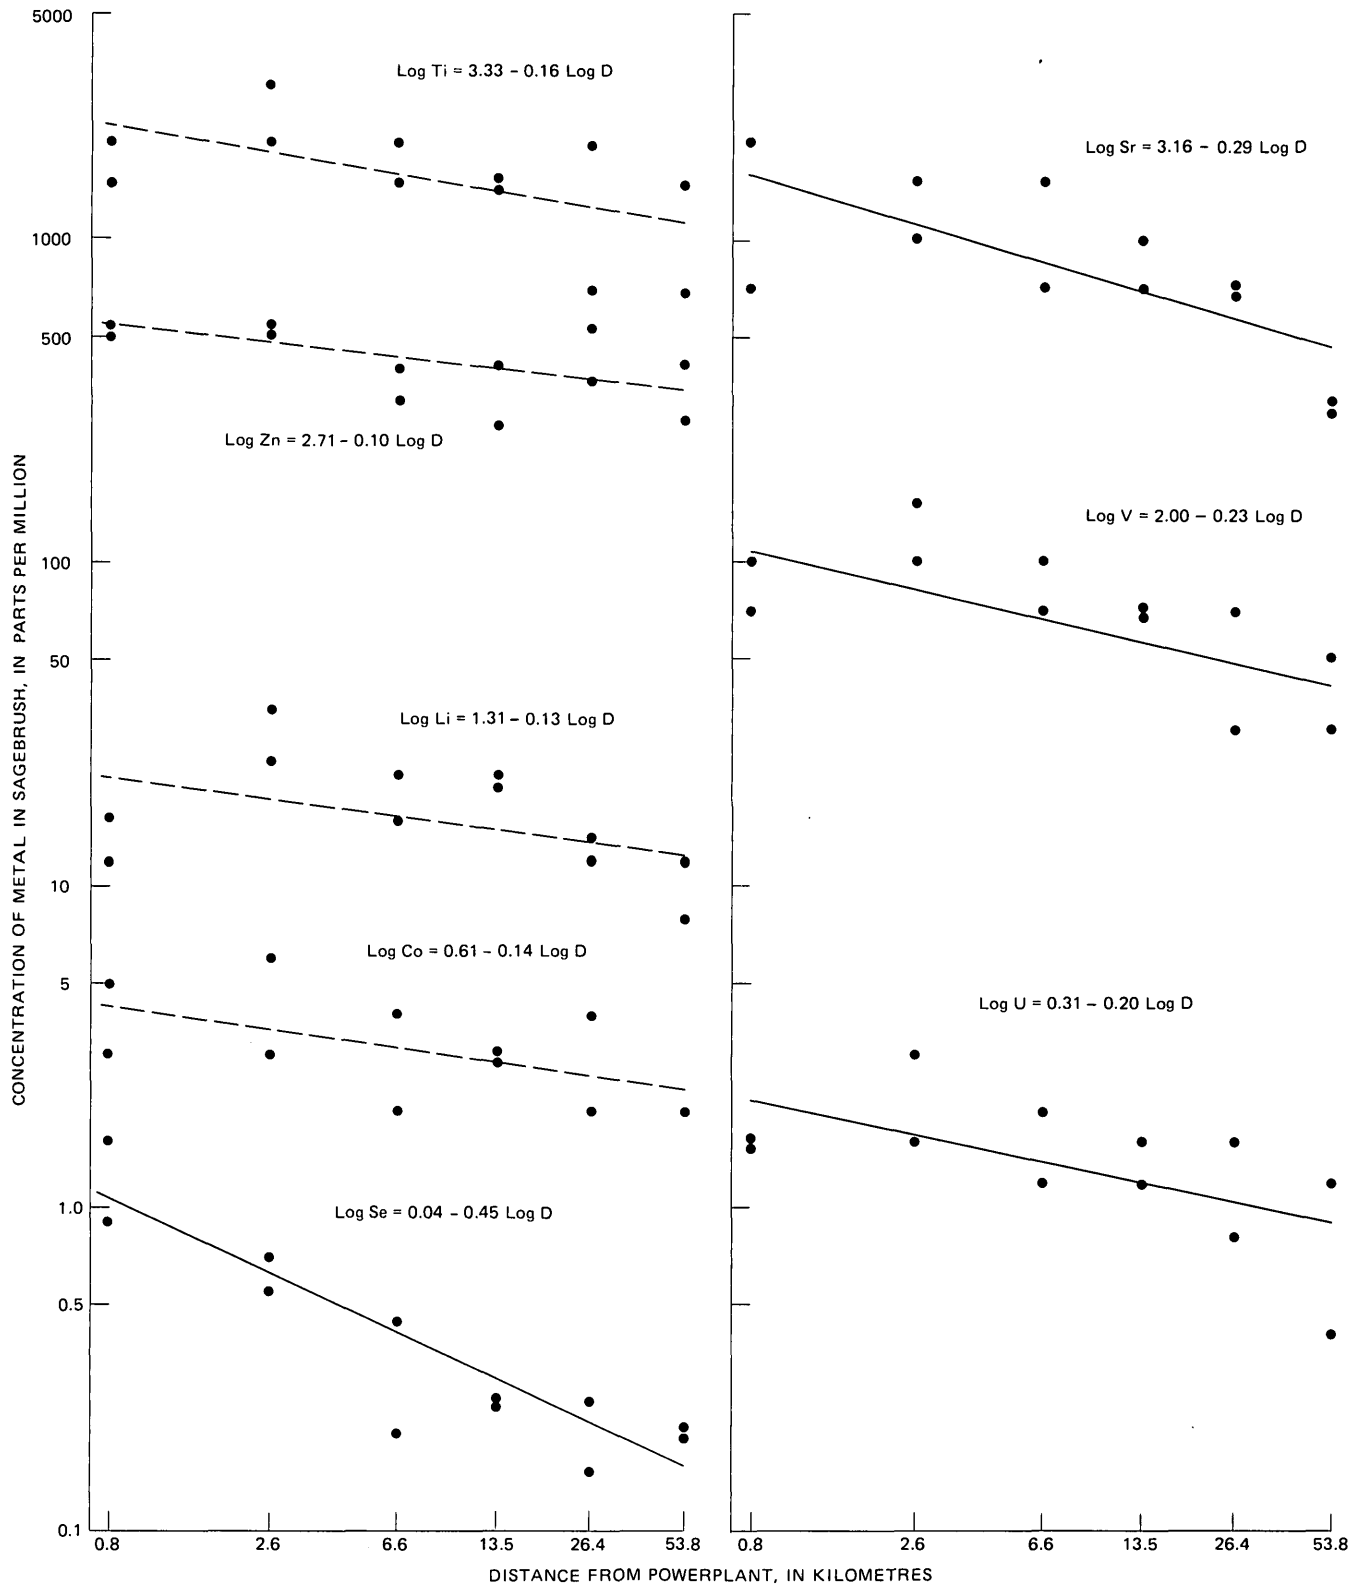 5000
1000
500
100
50
10
5
1.0
0.5
0.1
CONCENTRATION OF METAL IN SAGEBRUSH, IN PARTS PER MILLION
Log Ti = 3.33 – 0.16 Log D
Log Zn = 2.71 – 0.10 Log D
Log Li = 1.31 – 0.13 Log D
Log Co = 0.61 – 0.14 Log D
Log Se = 0.04 – 0.45 Log D
0.8 2.6 6.6 13.5 26.4 53.8
Log Sr = 3.16 – 0.29 Log D
Log V = 2.00 – 0.23 Log D
Log U = 0.31 – 0.20 Log D
0.8 2.6 6.6 13.5 26.4 53.8
DISTANCE FROM POWERPLANT, IN KILOMETRES